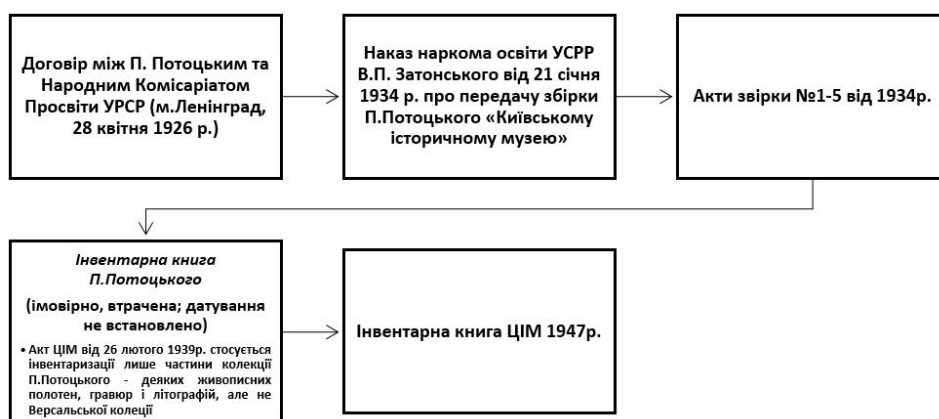 Договір між П. Потоцьким та
Народним Комісаріатом
Просвіти УРСР (м.Ленінград,
28 квітня 1926 р.)
Наказ наркома освіти УСРР
В.П. Затонського від 21 січня
1934 р. про передачу збірки
П.Потоцького «Київському
історичному музею»
Акти звірки №1-5 від 1934р.
Інвентарна книга
П.Потоцького
(імовірно, втрачена; датування
не встановлено)
• Акт ЦІМ від 26 лютого 1939р. стосується
інвентаризації лише частини колекції
П.Потоцького - деяких живописних
полотен, гравюр і літографій, але не
Версальської колеції
Інвентарна книга ЦІМ 1947р.